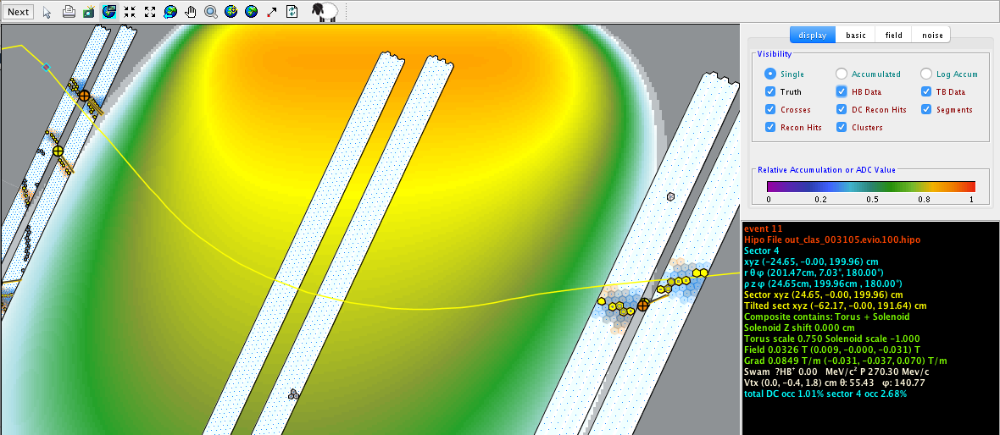 Next
display basic field noise
Visibility
Single Accumulated Log Accum
Truth HB Data TB Data
Crosses DC Recon Hits Segments
Recon Hits Clusters
Relative Accumulation or ADC Value
0 0.2 0.5 0.8 1
event 11
Hipo File out_clas_003105.evio.100.hipo
Sector 4
xyz (-24.65, -0.00, 199.96) cm
r θ φ (201.47cm, 7.03°, 180.00°)
ρ z φ (24.65cm, 199.96cm , 180.00°)
Sector xyz (24.65, -0.00, 199.96) cm
Tilted sect xyz (-62.17, -0.00, 191.64) cm
Composite contains: Torus + Solenoid
Solenoid Z shift 0.000 cm
Torus scale 0.750 Solenoid scale -1.000
Field 0.0326 T (0.009, -0.000, -0.031) T
Grad 0.0849 T/m (-0.031, -0.037, 0.070) T/m
Swam ?HB⁺ 0.00 MeV/c² P 270.30 Mev/c
Vtx (0.0, -0.4, 1.8) cm θ: 55.43 φ: 140.77
total DC occ 1.01% sector 4 occ 2.68%